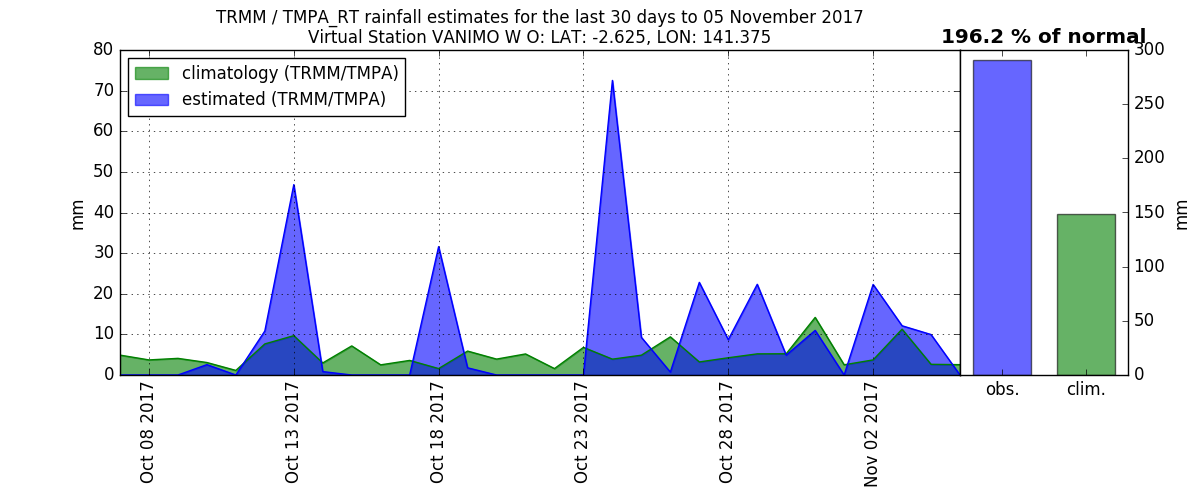 TRMM / TMPA_RT rainfall estimates for the last 30 days to 05 November 2017
Virtual Station VANIMO W O: LAT: -2.625, LON: 141.375
196.2 % of normal
climatology (TRMM/TMPA)
estimated (TRMM/TMPA)
80
70
60
50
40
30
20
10
0
mm
Oct 08 2017
Oct 13 2017
Oct 18 2017
Oct 23 2017
Oct 28 2017
Nov 02 2017
obs.
clim.
300
250
200
150
100
50
0
mm